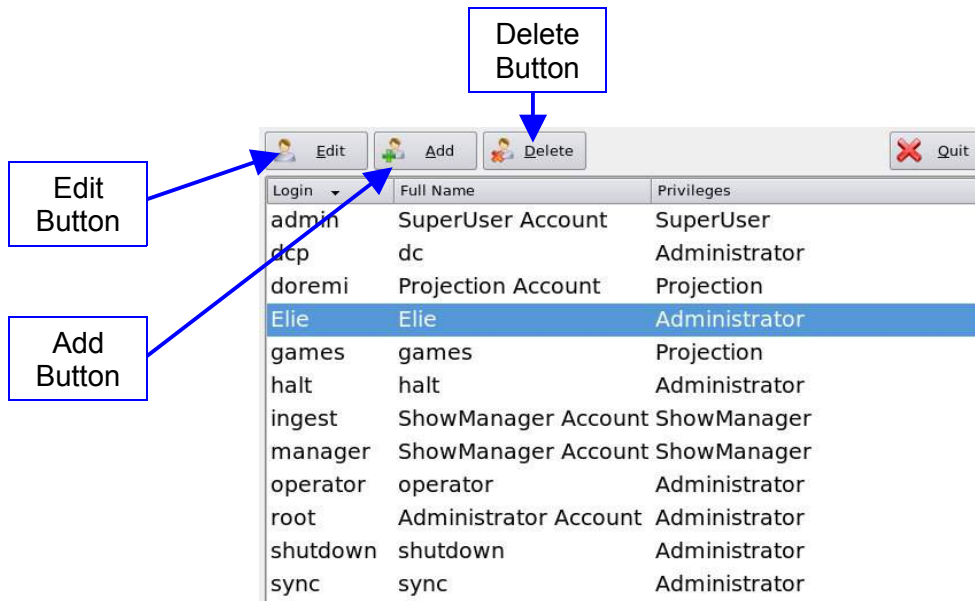 Delete
Button
Edit Add Delete Quit
Edit
Button
Login Full Name Privileges
admin SuperUser Account SuperUser
dcp dc Administrator
doremi Projection Account Projection
Elie Elie Administrator
Add
Button
games games Projection
halt halt Administrator
ingest ShowManager Account ShowManager
manager ShowManager Account ShowManager
operator operator Administrator
root Administrator Account Administrator
shutdown shutdown Administrator
sync sync Administrator